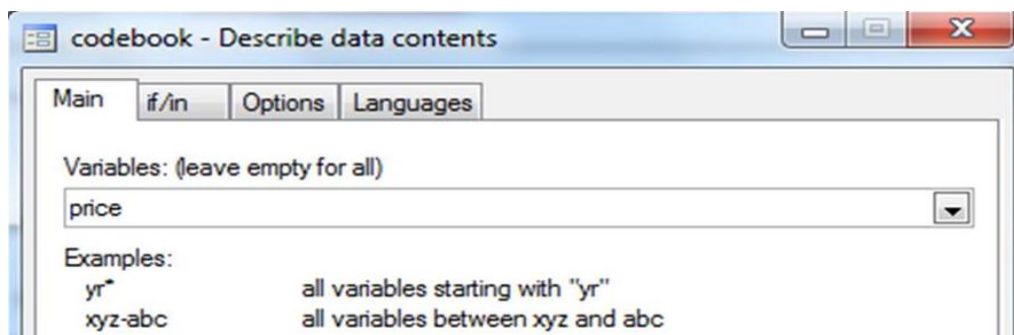 codebook - Describe data contents
Main if/in Options Languages
Variables: (leave empty for all)
price
Examples:
yr* all variables starting with "yr"
xyz-abc all variables between xyz and abc